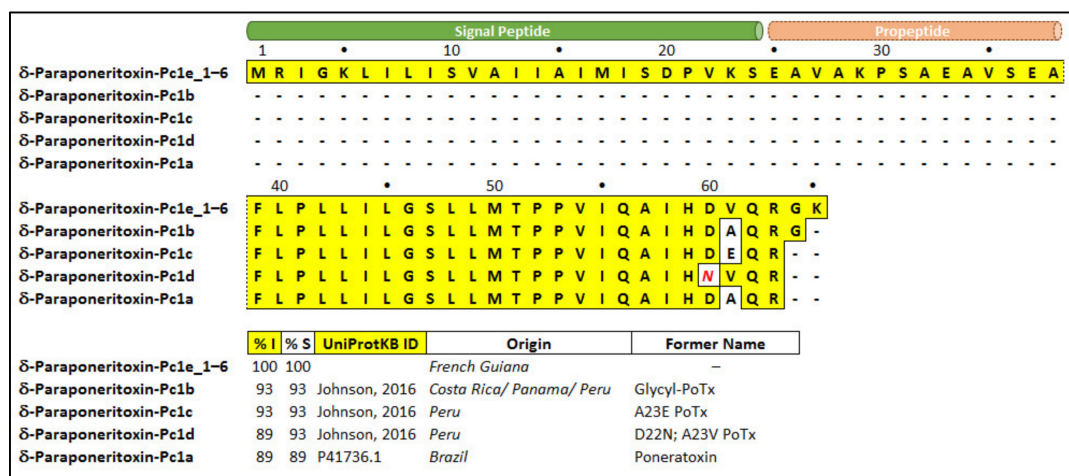 Signal Peptide Propeptide
1 • 10 • 20 • 30 •
δ-Paraponeritoxin-Pc1e_1–6 M R I G K L I L I S V A I I A I M I S D P V K S E A V A K P S A E A V S E A
δ-Paraponeritoxin-Pc1b - - - - - - - - - - - - - - - - - - - - - - - - - - - - - - - - - - - - - -
δ-Paraponeritoxin-Pc1c - - - - - - - - - - - - - - - - - - - - - - - - - - - - - - - - - - - - - -
δ-Paraponeritoxin-Pc1d - - - - - - - - - - - - - - - - - - - - - - - - - - - - - - - - - - - - - -
δ-Paraponeritoxin-Pc1a - - - - - - - - - - - - - - - - - - - - - - - - - - - - - - - - - - - - - -
40 • 50 • 60 •
δ-Paraponeritoxin-Pc1e_1–6 F L P L L I L G S L L M T P P V I Q A I H D V Q R G K
δ-Paraponeritoxin-Pc1b F L P L L I L G S L L M T P P V I Q A I H D A Q R G -
δ-Paraponeritoxin-Pc1c F L P L L I L G S L L M T P P V I Q A I H D E Q R - -
δ-Paraponeritoxin-Pc1d F L P L L I L G S L L M T P P V I Q A I H N V Q R - -
δ-Paraponeritoxin-Pc1a F L P L L I L G S L L M T P P V I Q A I H D A Q R - -
% I % S UniProtKB ID Origin Former Name
δ-Paraponeritoxin-Pc1e_1–6 100 100 French Guiana –
δ-Paraponeritoxin-Pc1b 93 93 Johnson, 2016 Costa Rica/ Panama/ Peru Glycyl-PoTx
δ-Paraponeritoxin-Pc1c 93 93 Johnson, 2016 Peru A23E PoTx
δ-Paraponeritoxin-Pc1d 89 93 Johnson, 2016 Peru D22N; A23V PoTx
δ-Paraponeritoxin-Pc1a 89 89 P41736.1 Brazil Poneratoxin